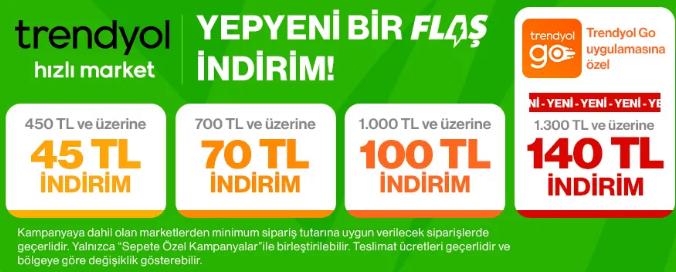 trendyol
hızlı market
YEPYENİ BİR FLAŞ
İNDİRİM!
trendyol
go
Trendyol Go
uygulamasına
özel
450 TL ve üzerine
45 TL
İNDİRİM
700 TL ve üzerine
70 TL
İNDİRİM
1.000 TL ve üzerine
100 TL
İNDİRİM
Nİ - YENİ - YENİ - YENİ - YE
1.300 TL ve üzerine
140 TL
İNDİRİM
Kampanyaya dahil olan marketlerden minimum sipariş tutarına uygun verilecek siparişlerde
geçerlidir. Yalnızca “Sepete Özel Kampanyalar”ile birleştirilebilir. Teslimat ücretleri geçerlidir ve
bölgeye göre değişiklik gösterebilir.